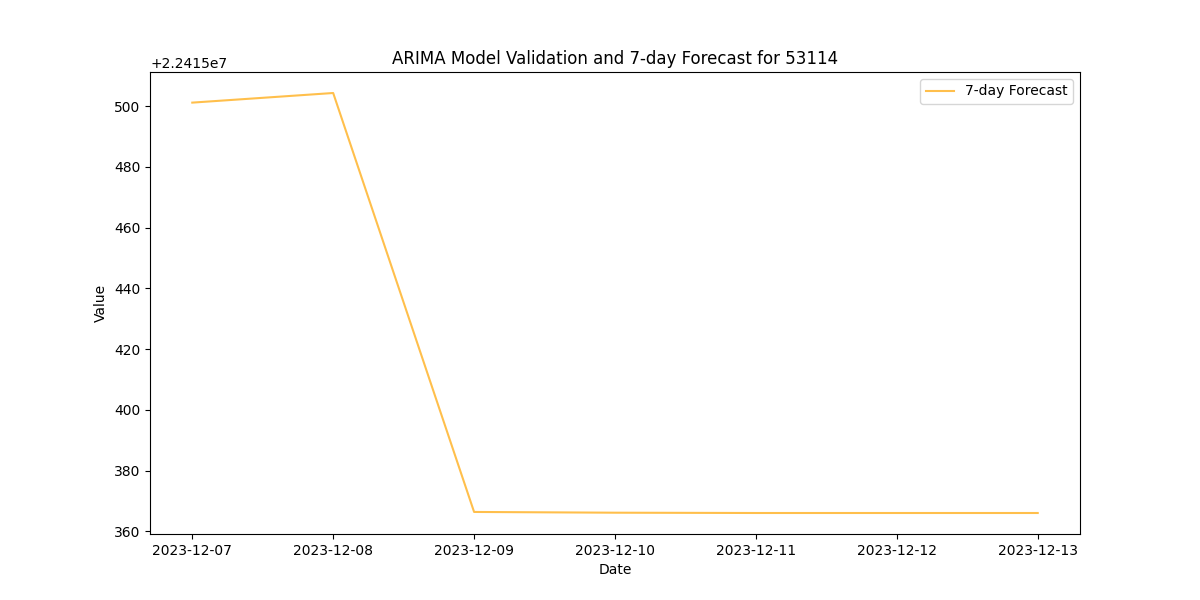 ARIMA Model Validation and 7-day Forecast for 53114
+2.2415e7
7-day Forecast
500
480
460
440
420
400
380
360
Value
2023-12-07 2023-12-08 2023-12-09 2023-12-10 2023-12-11 2023-12-12 2023-12-13
Date